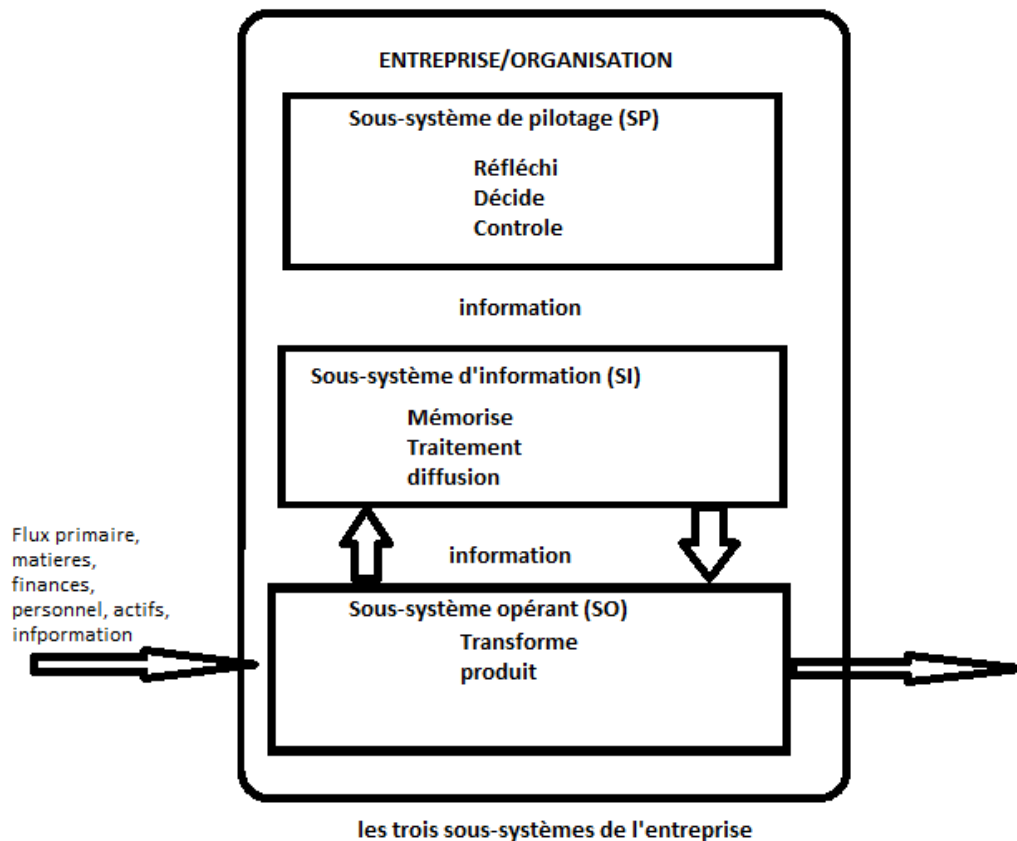 ENTREPRISE/ORGANISATION
Sous-système de pilotage (SP)
Réfléchi
Décide
Controle
information
Sous-système d'information (SI)
Mémorise
Traitement
diffusion
Flux primaire,
matieres,
finances,
personnel, actifs,
infpormation
information
Sous-système opérant (SO)
Transforme
produit
les trois sous-systèmes de l'entreprise